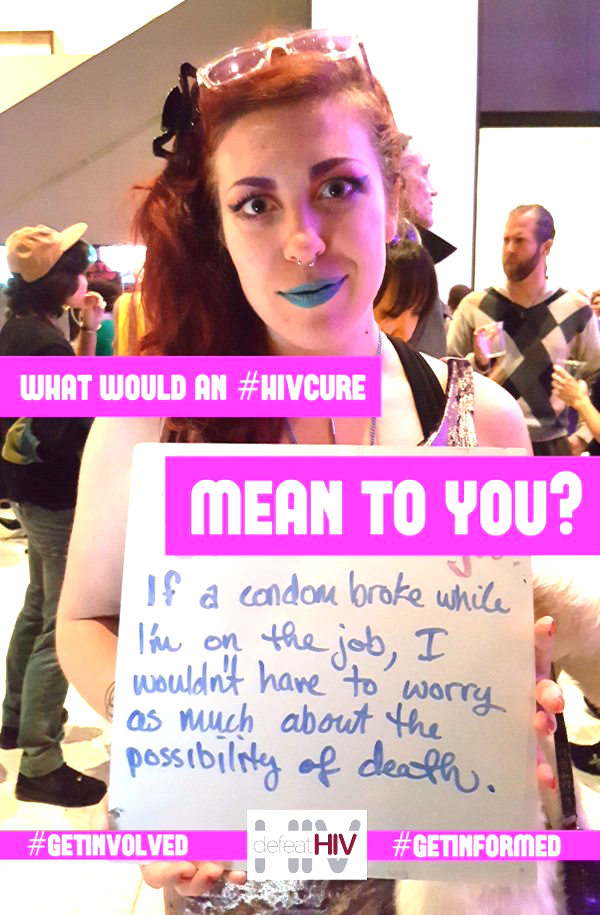 WHAT WOULD AN #HIVCURE
MEAN TO YOU?
If a condom broke while
I'm on the job, I
wouldn't have to worry
as much about the
possibility of death.
#GETINVOLVED
defeatHIV
#GETINFORMED